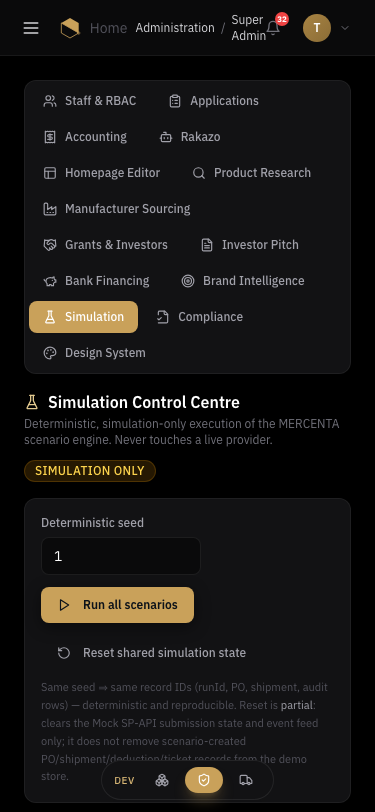 Home Administration / Super Admin 32 T
Staff & RBAC Applications
Accounting Rakazo
Homepage Editor Product Research
Manufacturer Sourcing
Grants & Investors Investor Pitch
Bank Financing Brand Intelligence
Simulation Compliance
Design System
Simulation Control Centre
Deterministic, simulation-only execution of the MERCENTA
scenario engine. Never touches a live provider.
SIMULATION ONLY
Deterministic seed
1
Run all scenarios
Reset shared simulation state
Same seed ⇒ same record IDs (runId, PO, shipment, audit
rows) — deterministic and reproducible. Reset is partial:
clears the Mock SP-API submission state and event feed
only; it does not remove scenario-created
PO/shipment/deduction/ticket records from the demo
store.
DEV